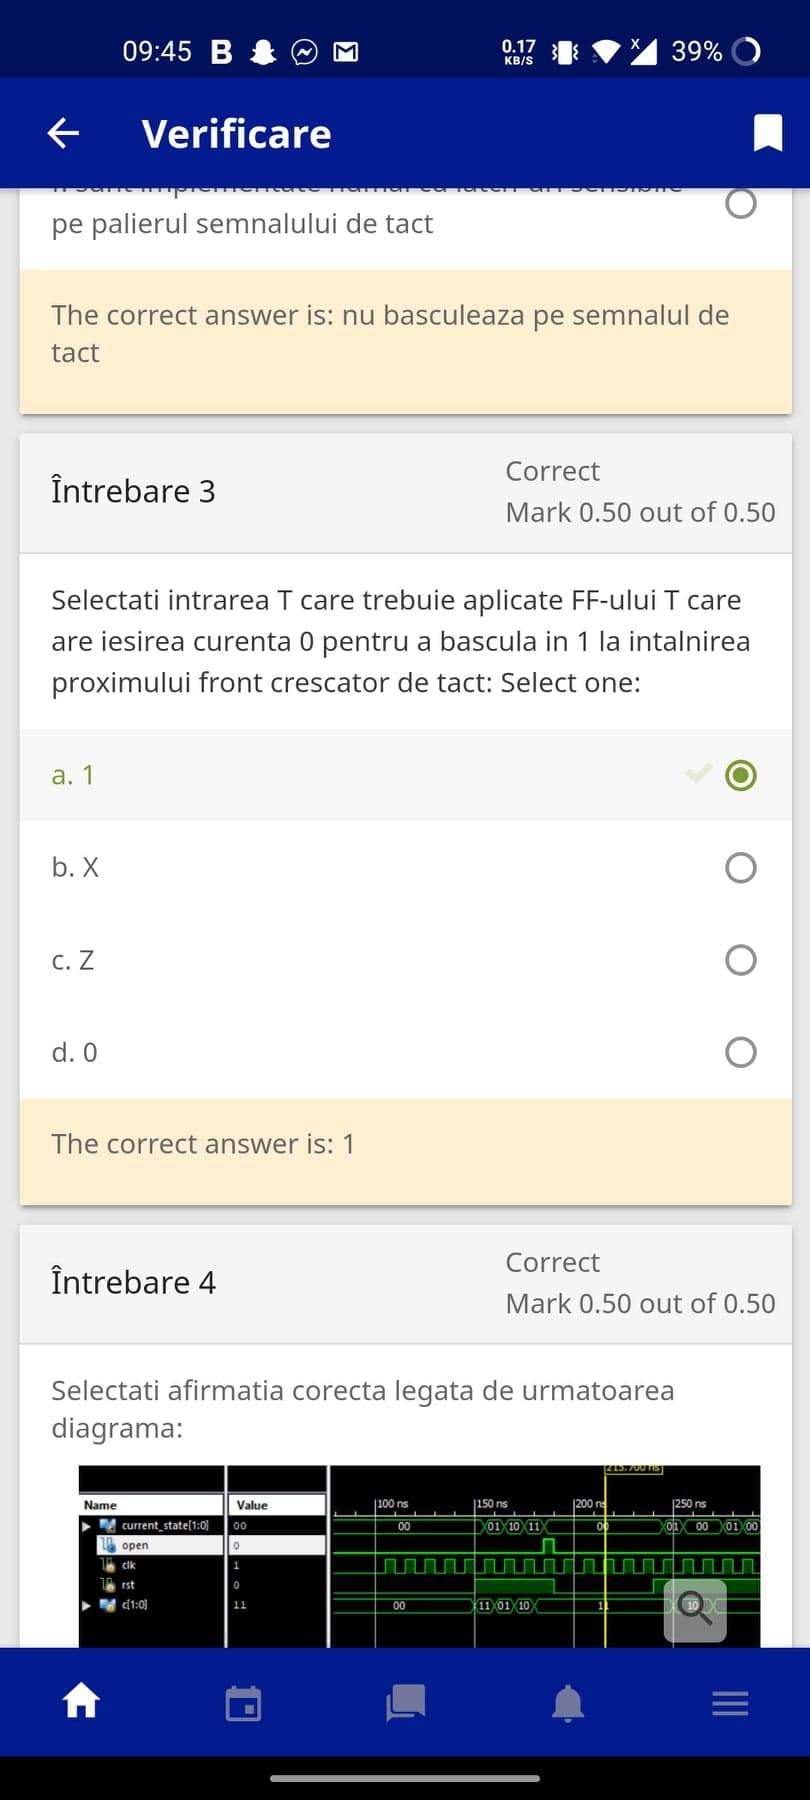 09:45 B 0.17 KB/S X 39%
Verificare
pe palierul semnalului de tact
The correct answer is: nu basculeaza pe semnalul de
tact
Întrebare 3
Correct
Mark 0.50 out of 0.50
Selectati intrarea T care trebuie aplicate FF-ului T care
are iesirea curenta 0 pentru a bascula in 1 la intalnirea
proximului front crescator de tact: Select one:
a. 1
b. X
c. Z
d. 0
The correct answer is: 1
Întrebare 4
Correct
Mark 0.50 out of 0.50
Selectati afirmatia corecta legata de urmatoarea
diagrama:
215.700 ns
Name Value 100 ns 150 ns 200 ns 250 ns
current_state[1:0] 00 00 01 10 11 00 01 00 01 00
open 0
clk 1
rst 0
c[1:0] 11 00 11 01 10 11 10